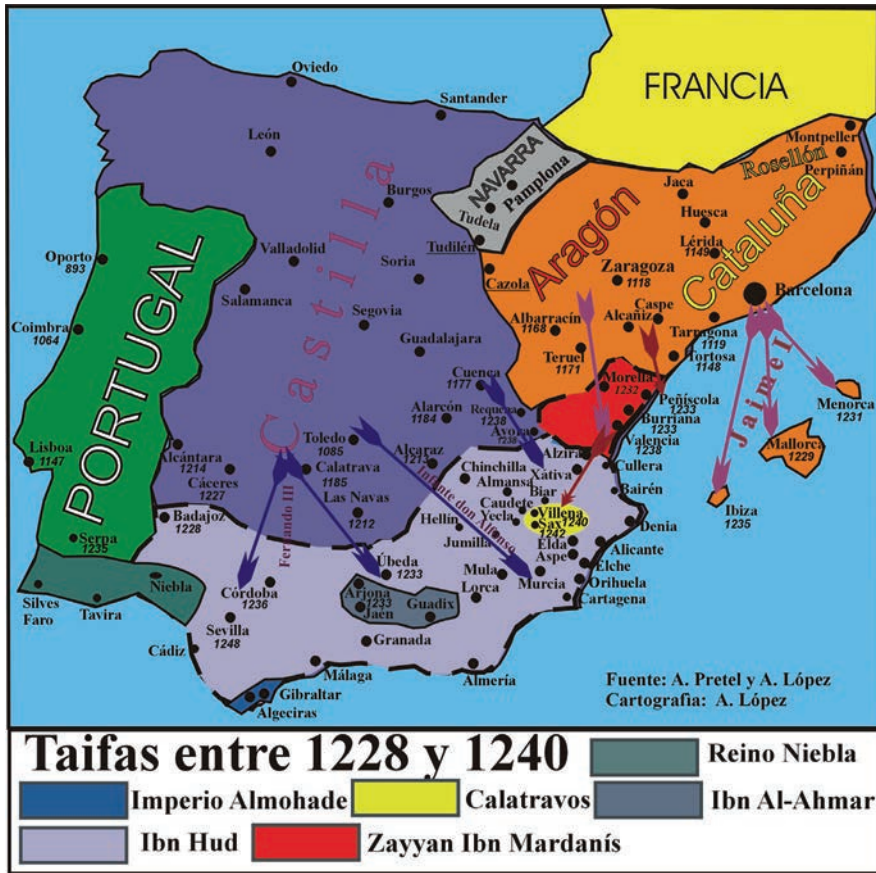 Oviedo
Santander
FRANCIA
León
Montpeller
Rosellón
Perpiñán
NAVARRA
Pamplona
Tudela
Tudilén
Burgos
Castilla
Jaca
Huesca
Lérida
1149
Aragón
Cataluña
Cazola
Zaragoza
1118
Barcelona
PORTUGAL
Oporto
893
Valladolid
Soria
Salamanca
Coimbra
1064
Segovia
Guadalajara
Albarracín
1168
Alcañiz
Caspe
Tarragona
1119
Tortosa
1148
Teruel
1171
Jaime I
Menorca
1231
Mallorca
1229
Ibiza
1235
Cuenca
1177
Morella
1232
Peñíscola
1233
Burriana
1233
Valencia
1238
Requena
1238
Alarcón
1184
Ayora
1238
Lisboa
1147
Alcántara
1214
Cáceres
1227
Toledo
1085
Calatrava
1185
Las Navas
1212
Alcaraz
1213
Alzira
Cullera
Xátiva
Bairén
Chinchilla
Almansa
Biar
Caudete
Yecla
Villena
1240
Sax
1242
Denia
Hellín
Jumilla
Elda
Aspe
Alicante
Elche
Orihuela
Cartagena
Murcia
Mula
Lorca
Infante don Alfonso
Fernando III
Badajoz
1228
Serpa
1235
Niebla
Silves
Faro
Tavira
Córdoba
1236
Sevilla
1248
Úbeda
1233
Arjona
1233
Jaén
Guadix
Granada
Cádiz
Málaga
Almería
Gibraltar
Algeciras
Fuente: A. Pretel y A. López
Cartografia: A. López
Taifas entre 1228 y 1240
Reino Niebla
Imperio Almohade
Calatravos
Ibn Al-Ahmar
Ibn Hud
Zayyan Ibn Mardanís